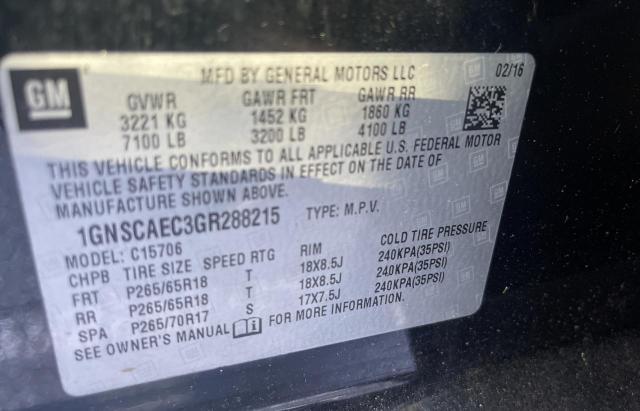 MFD BY GENERAL MOTORS LLC 02/16
GM
GVWR GAWR FRT GAWR RR
3221 KG 1452 KG 1860 KG
7100 LB 3200 LB 4100 LB
THIS VEHICLE CONFORMS TO ALL APPLICABLE U.S. FEDERAL MOTOR
VEHICLE SAFETY STANDARDS IN EFFECT ON THE DATE OF
MANUFACTURE SHOWN ABOVE.
1GNSCAEC3GR288215 TYPE: M.P.V.
MODEL: C15706
CHPB TIRE SIZE SPEED RTG RIM COLD TIRE PRESSURE
FRT P265/65R18 T 18X8.5J 240KPA(35PSI)
RR P265/65R18 T 18X8.5J 240KPA(35PSI)
SPA P265/70R17 S 17X7.5J 240KPA(35PSI)
SEE OWNER'S MANUAL FOR MORE INFORMATION.